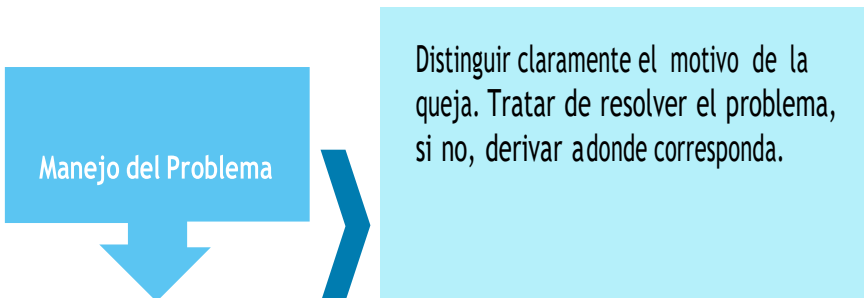 Manejo del Problema
Distinguir claramente el motivo de la
queja. Tratar de resolver el problema,
si no, derivar adonde corresponda.